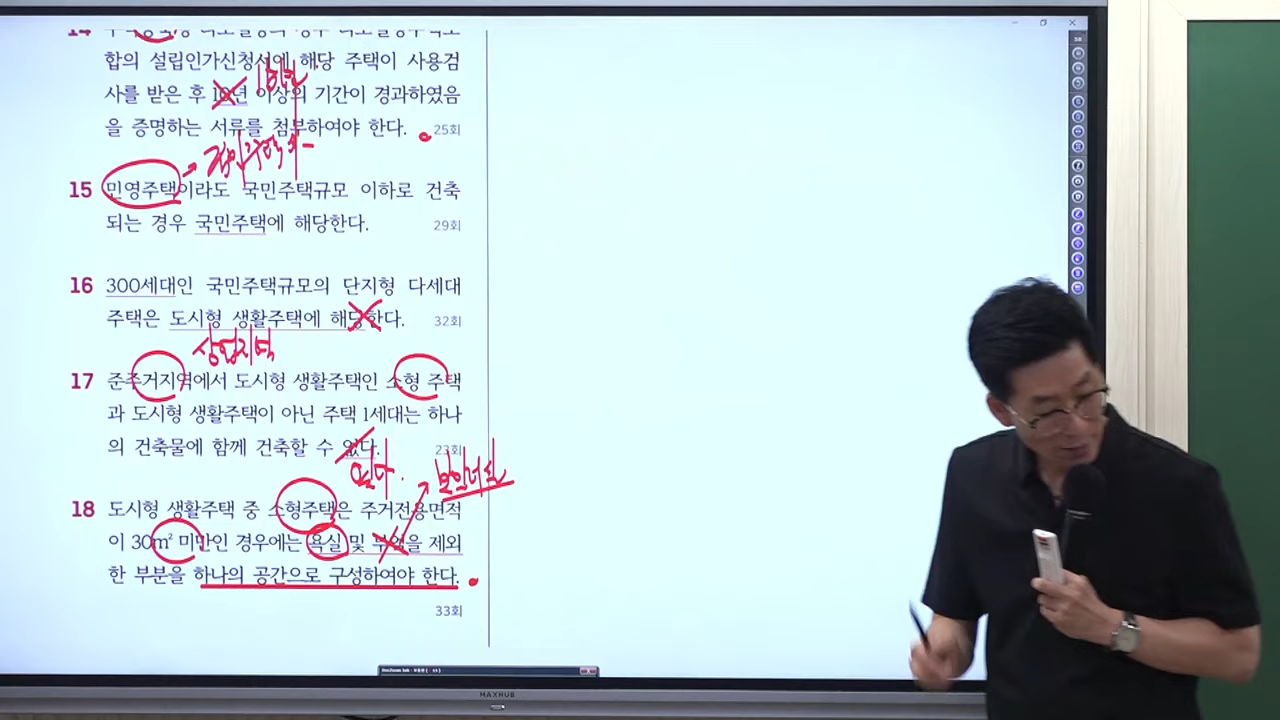 14
합의 설립인가신청서에 해당 주택이 사용검
사를 받은 후 10년 이상의 기간이 경과하였음
을 증명하는 서류를 첨부하여야 한다. 25회
15 민영주택이라도 국민주택규모 이하로 건축
되는 경우 국민주택에 해당한다. 29회
16 300세대인 국민주택규모의 단지형 다세대
주택은 도시형 생활주택에 해당한다. 32회
상업지역
17 준주거지역에서 도시형 생활주택인 소형 주택
과 도시형 생활주택이 아닌 주택 1세대는 하나
의 건축물에 함께 건축할 수 없다. 23회
있다.
18 도시형 생활주택 중 소형주택은 주거전용면적
이 30㎡ 미만인 경우에는 욕실 및 부엌을 제외
한 부분을 하나의 공간으로 구성하여야 한다.
33회
MAXHUB